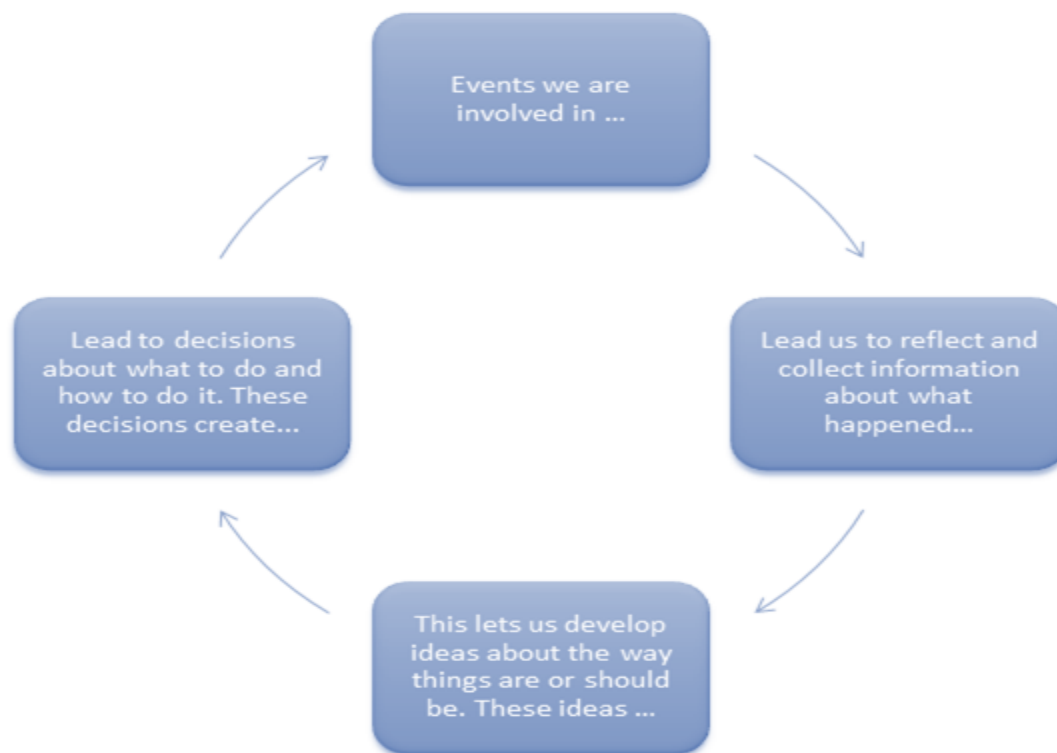 Events we are
involved in ...
Lead us to reflect and
collect information
about what
happened...
This lets us develop
ideas about the way
things are or should
be. These ideas ...
Lead to decisions
about what to do and
how to do it. These
decisions create...